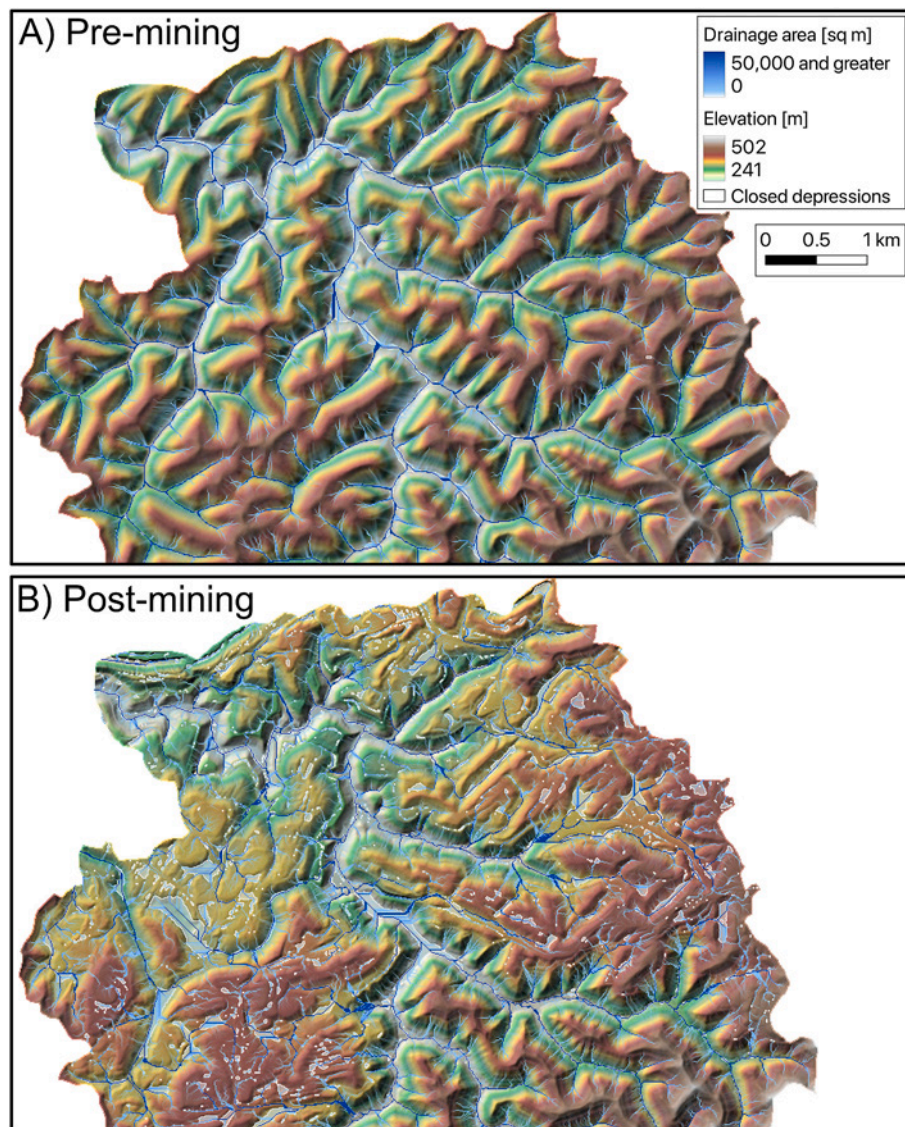 A) Pre-mining
Drainage area [sq m]
50,000 and greater
0
Elevation [m]
502
241
Closed depressions
0 0.5 1 km
B) Post-mining